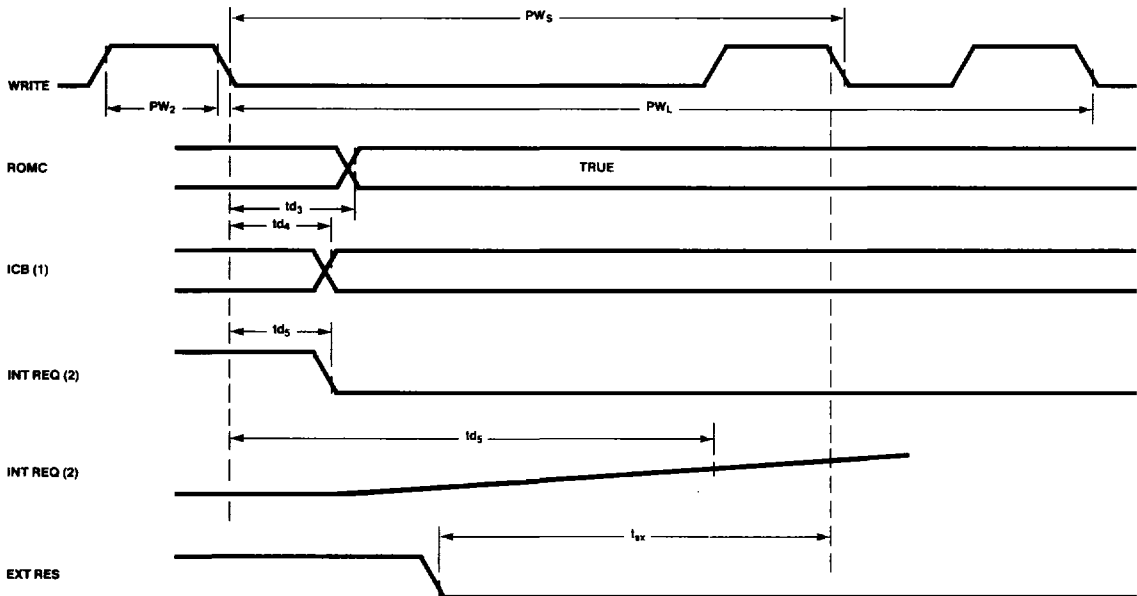 PWS
WRITE
PW2
PWL
ROMC
TRUE
td3
td4
ICB (1)
td5
INT REQ (2)
td5
INT REQ (2)
tex
EXT RES